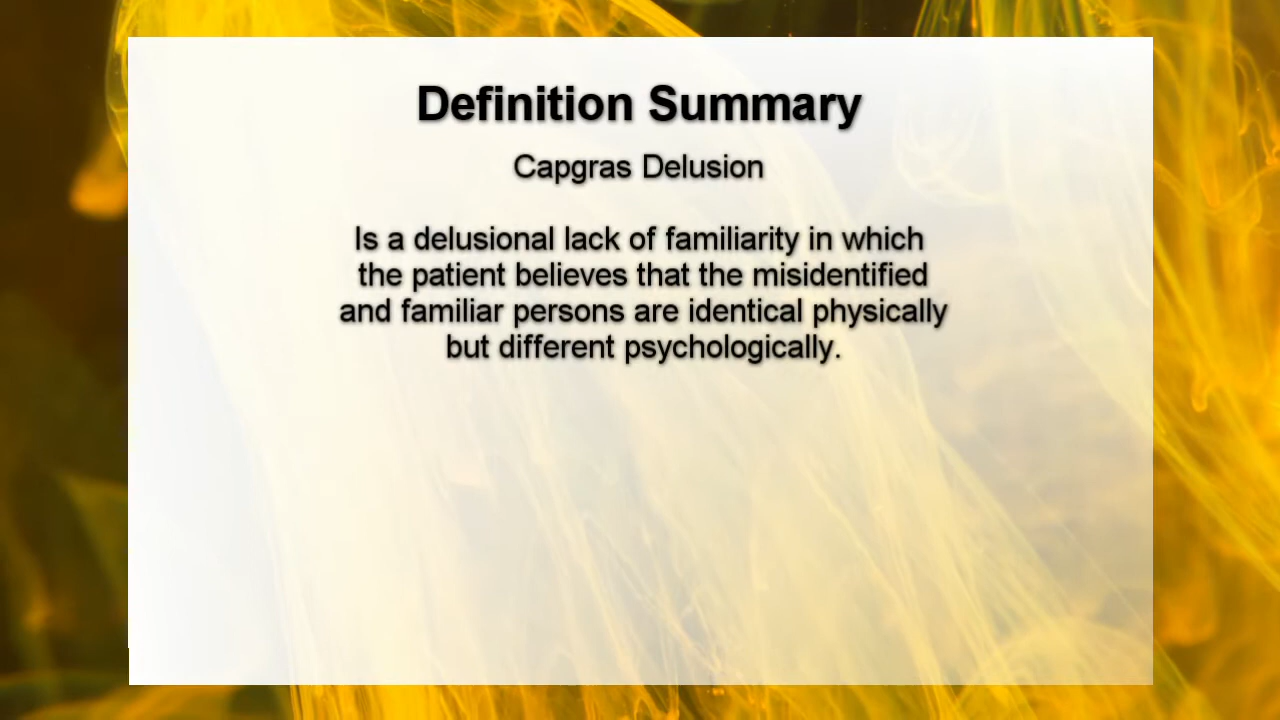 Definition Summary
Capgras Delusion
Is a delusional lack of familiarity in which
the patient believes that the misidentified
and familiar persons are identical physically
but different psychologically.